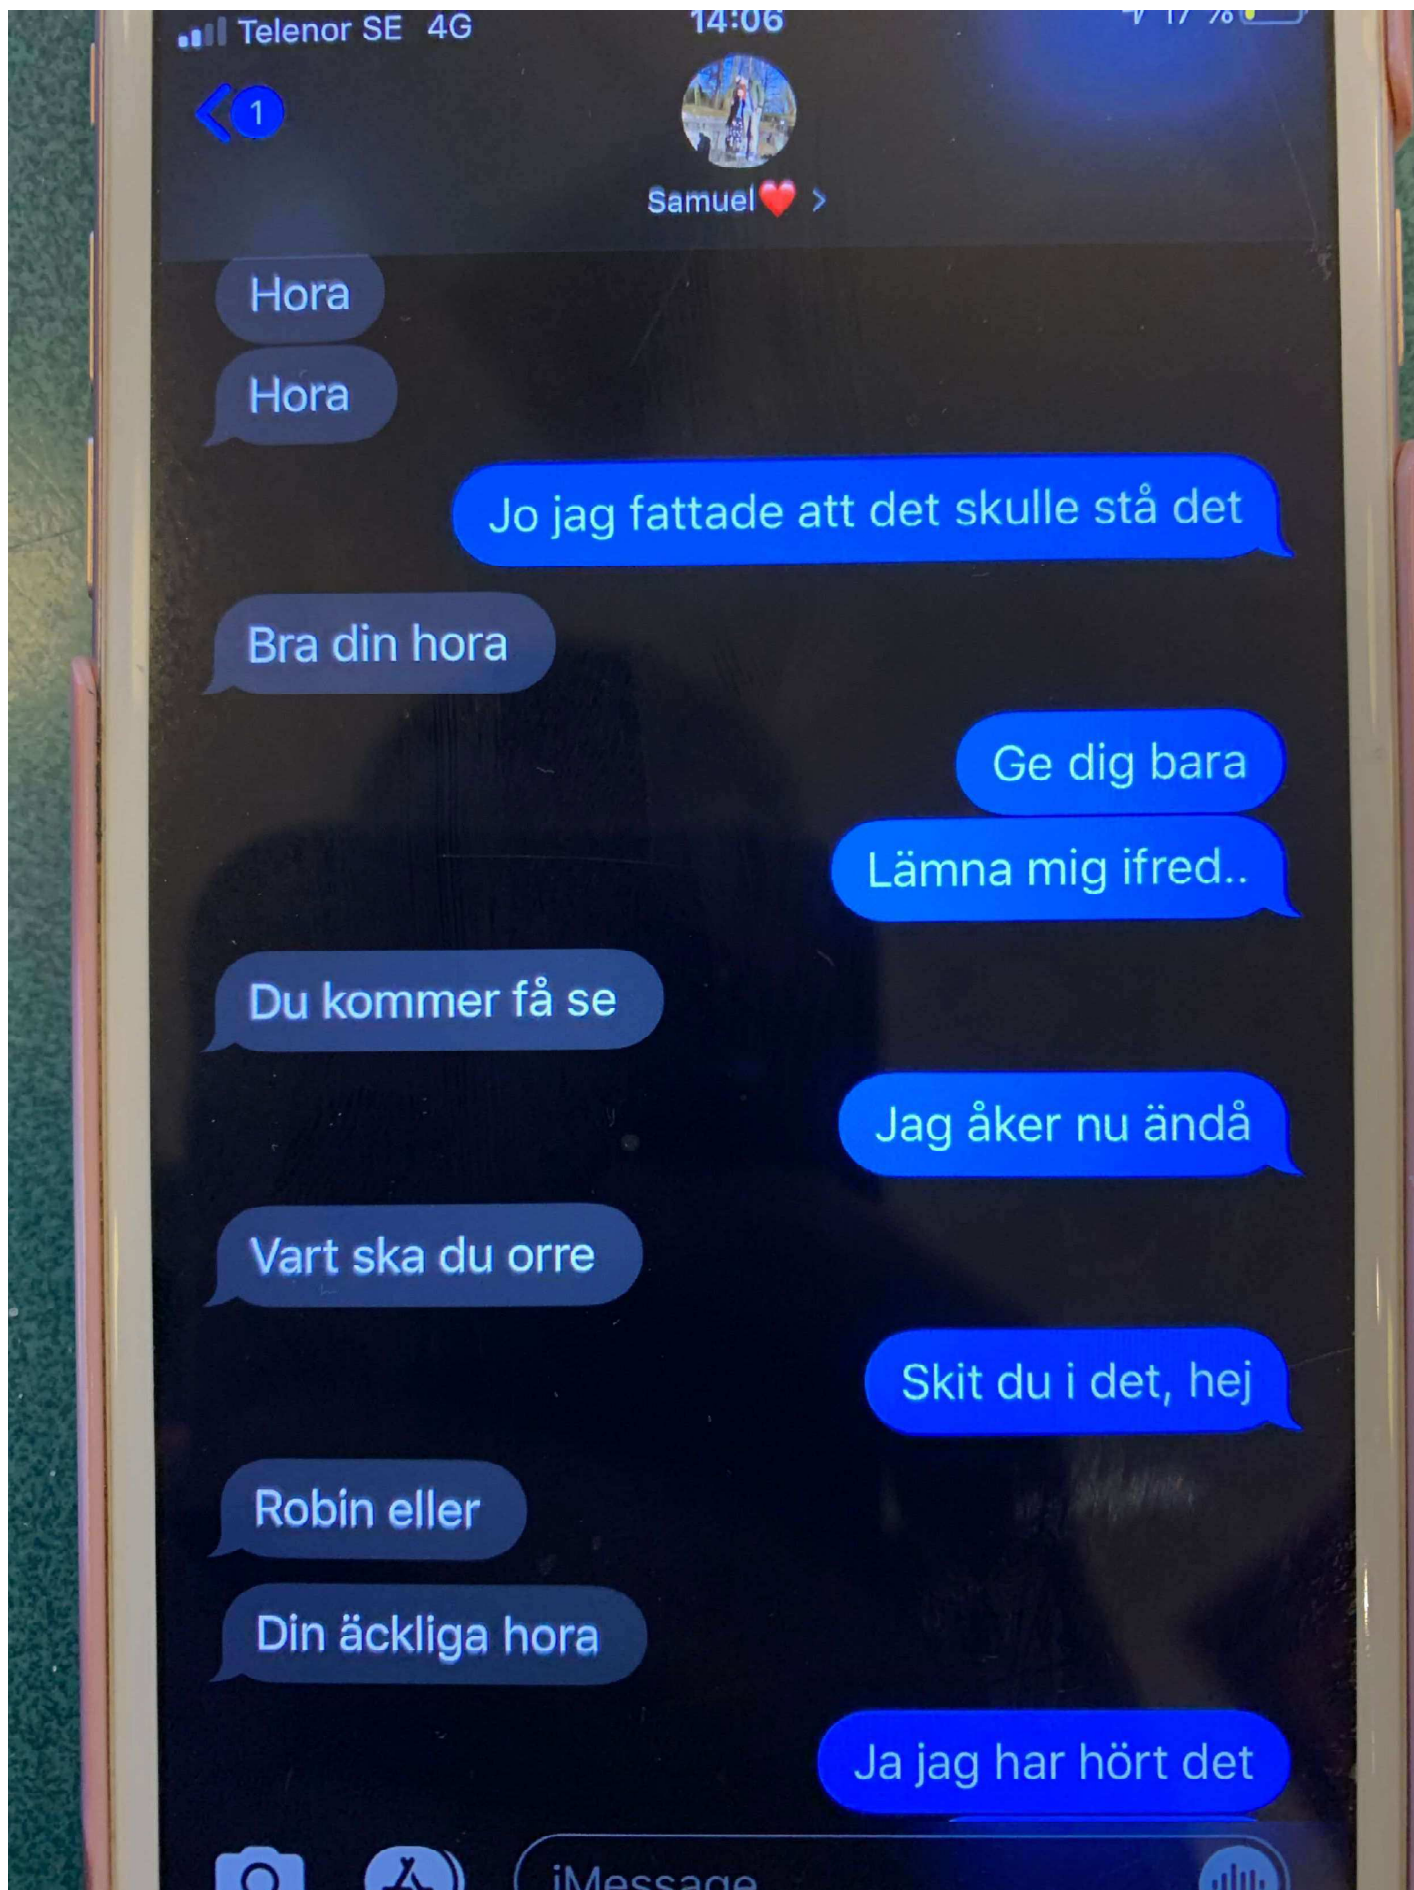 Telenor SE 4G 14:06 17 %
1
Samuel❤️ >
Hora
Hora
Jo jag fattade att det skulle stå det
Bra din hora
Ge dig bara
Lämna mig ifred..
Du kommer få se
Jag åker nu ändå
Vart ska du orre
Skit du i det, hej
Robin eller
Din äckliga hora
Ja jag har hört det
iMessage